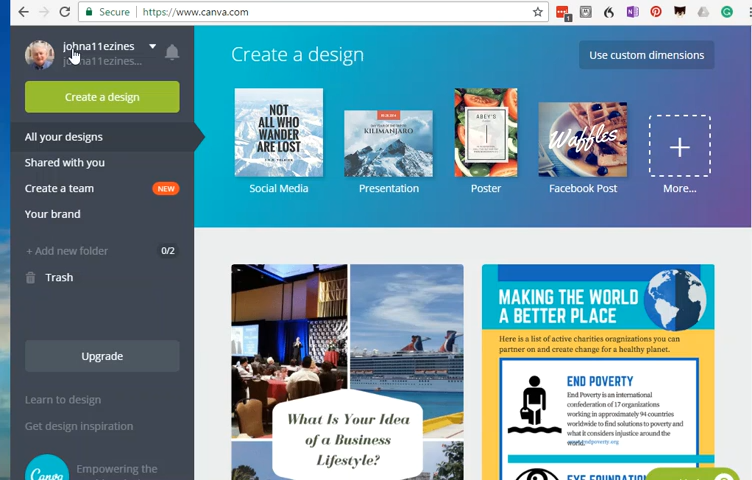 Secure
https://www.canva.com
johna11ezines
johna11ezines...
Create a design
All your designs
Shared with you
Create a team
NEW
Your brand
+ Add new folder
0/2
Trash
Upgrade
Learn to design
Get design inspiration
Canva
Empowering the
Create a design
Use custom dimensions
NOT
ALL WHO
WANDER
ARE LOST
Social Media
KILIMANJARO
Presentation
ABEY'S
Poster
Waffles
Facebook Post
More...
What Is Your Idea
of a Business
Lifestyle?
MAKING THE WORLD
A BETTER PLACE
Here is a list of active charities oragnizations you can
partner on and create change for a healthy planet.
END POVERTY
End Poverty is an international
confederation of 17 organizations
working in approximately 94 countries
worldwide to find solutions to poverty and
what it considers injustice around the
world.